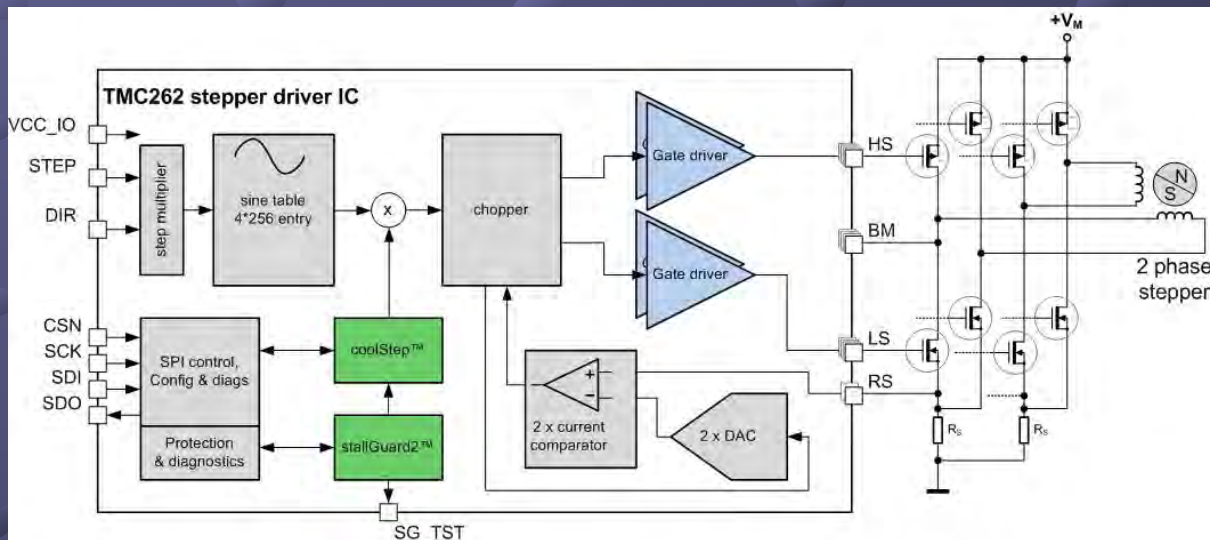 +VM
TMC262 stepper driver IC
VCC_IO
STEP
DIR
step multiplier
sine table
4*256 entry
x
chopper
Gate driver
Gate driver
HS
BM
LS
RS
N
S
2 phase
stepper
CSN
SCK
SDI
SDO
SPI control,
Config & diags
Protection
& diagnostics
coolStep™
stallGuard2™
+
−
2 x current
comparator
2 x DAC
RS
RS
SG_TST